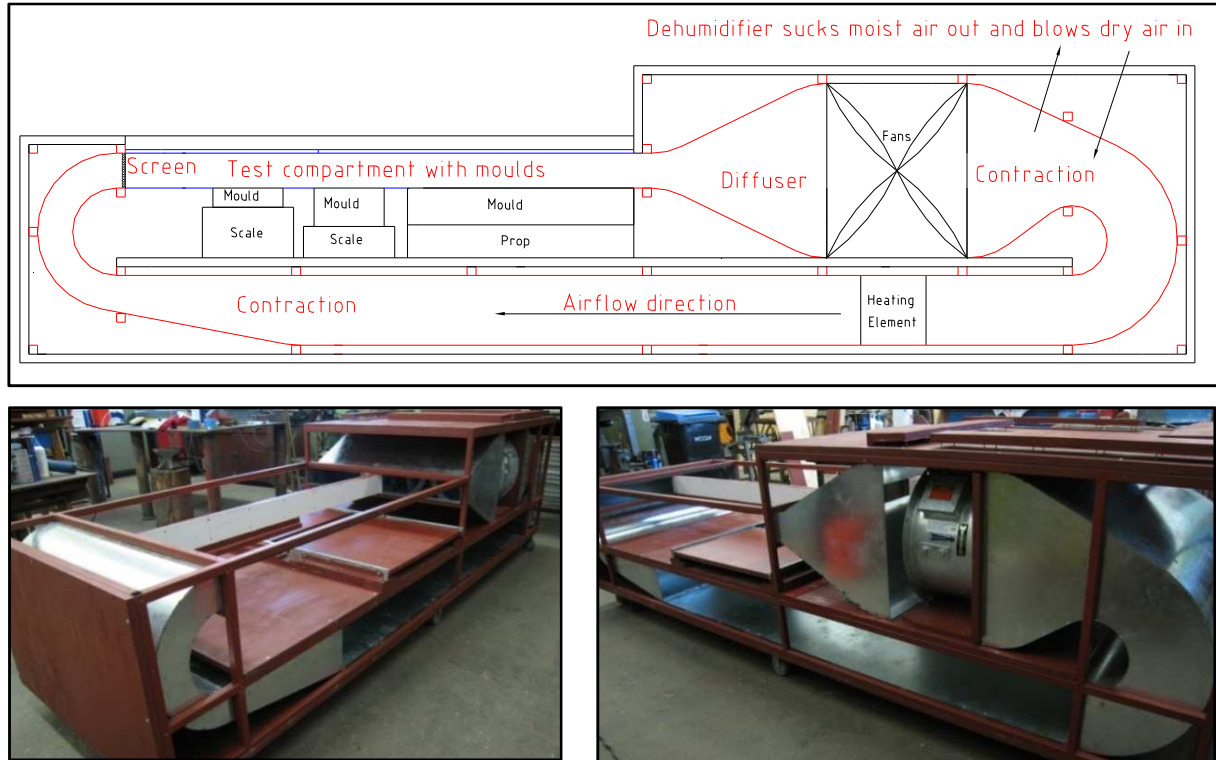 Dehumidifier sucks moist air out and blows dry air in
Fans
Screen
Test compartment with moulds
Diffuser
Contraction
Mould
Mould
Mould
Scale
Scale
Prop
Contraction
Airflow direction
Heating
Element